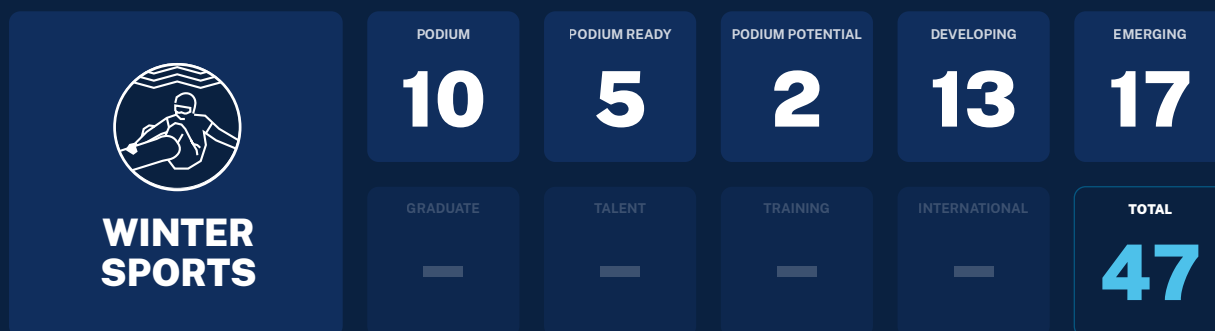 WINTER
SPORTS
PODIUM
10
PODIUM READY
5
PODIUM POTENTIAL
2
DEVELOPING
13
EMERGING
17
GRADUATE
TALENT
TRAINING
INTERNATIONAL
TOTAL
47